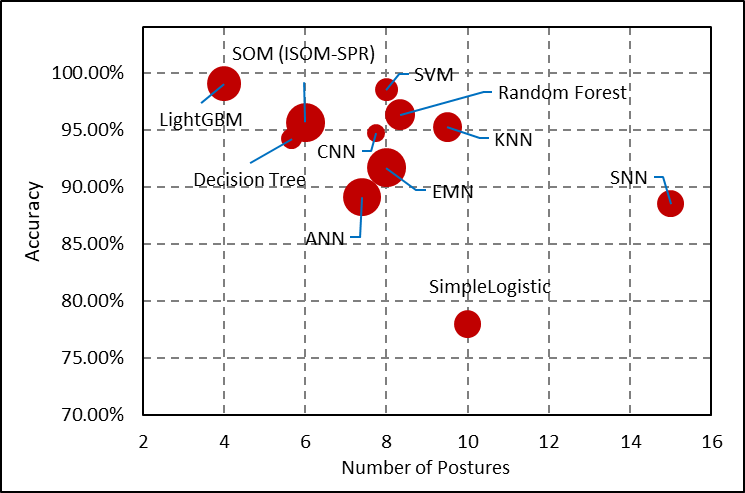 SOM (ISOM-SPR)
SVM
100.00%
Random Forest
LightGBM
95.00%
KNN
CNN
Decision Tree
SNN
90.00%
EMN
ANN
85.00%
SimpleLogistic
80.00%
75.00%
70.00%
Accuracy
2 4 6 8 10 12 14 16
Number of Postures